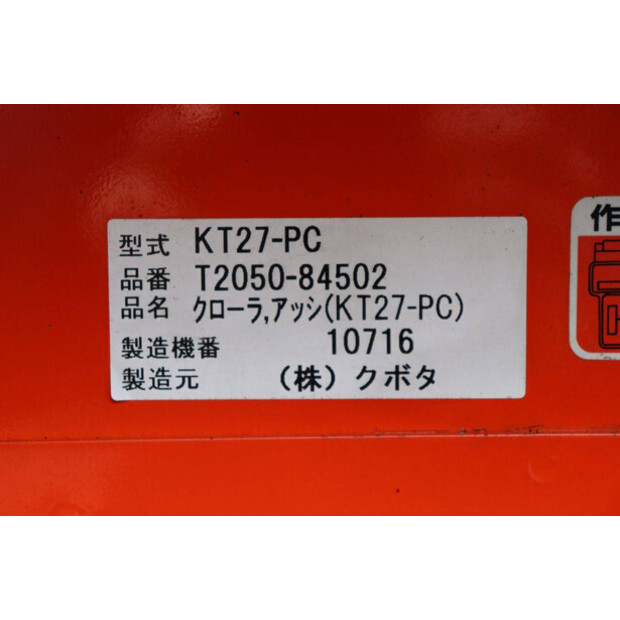 型式 KT27-PC
品番 T2050-84502
品名 クローラ,アッシ(KT27-PC)
製造機番 10716
製造元 (株)クボタ
作